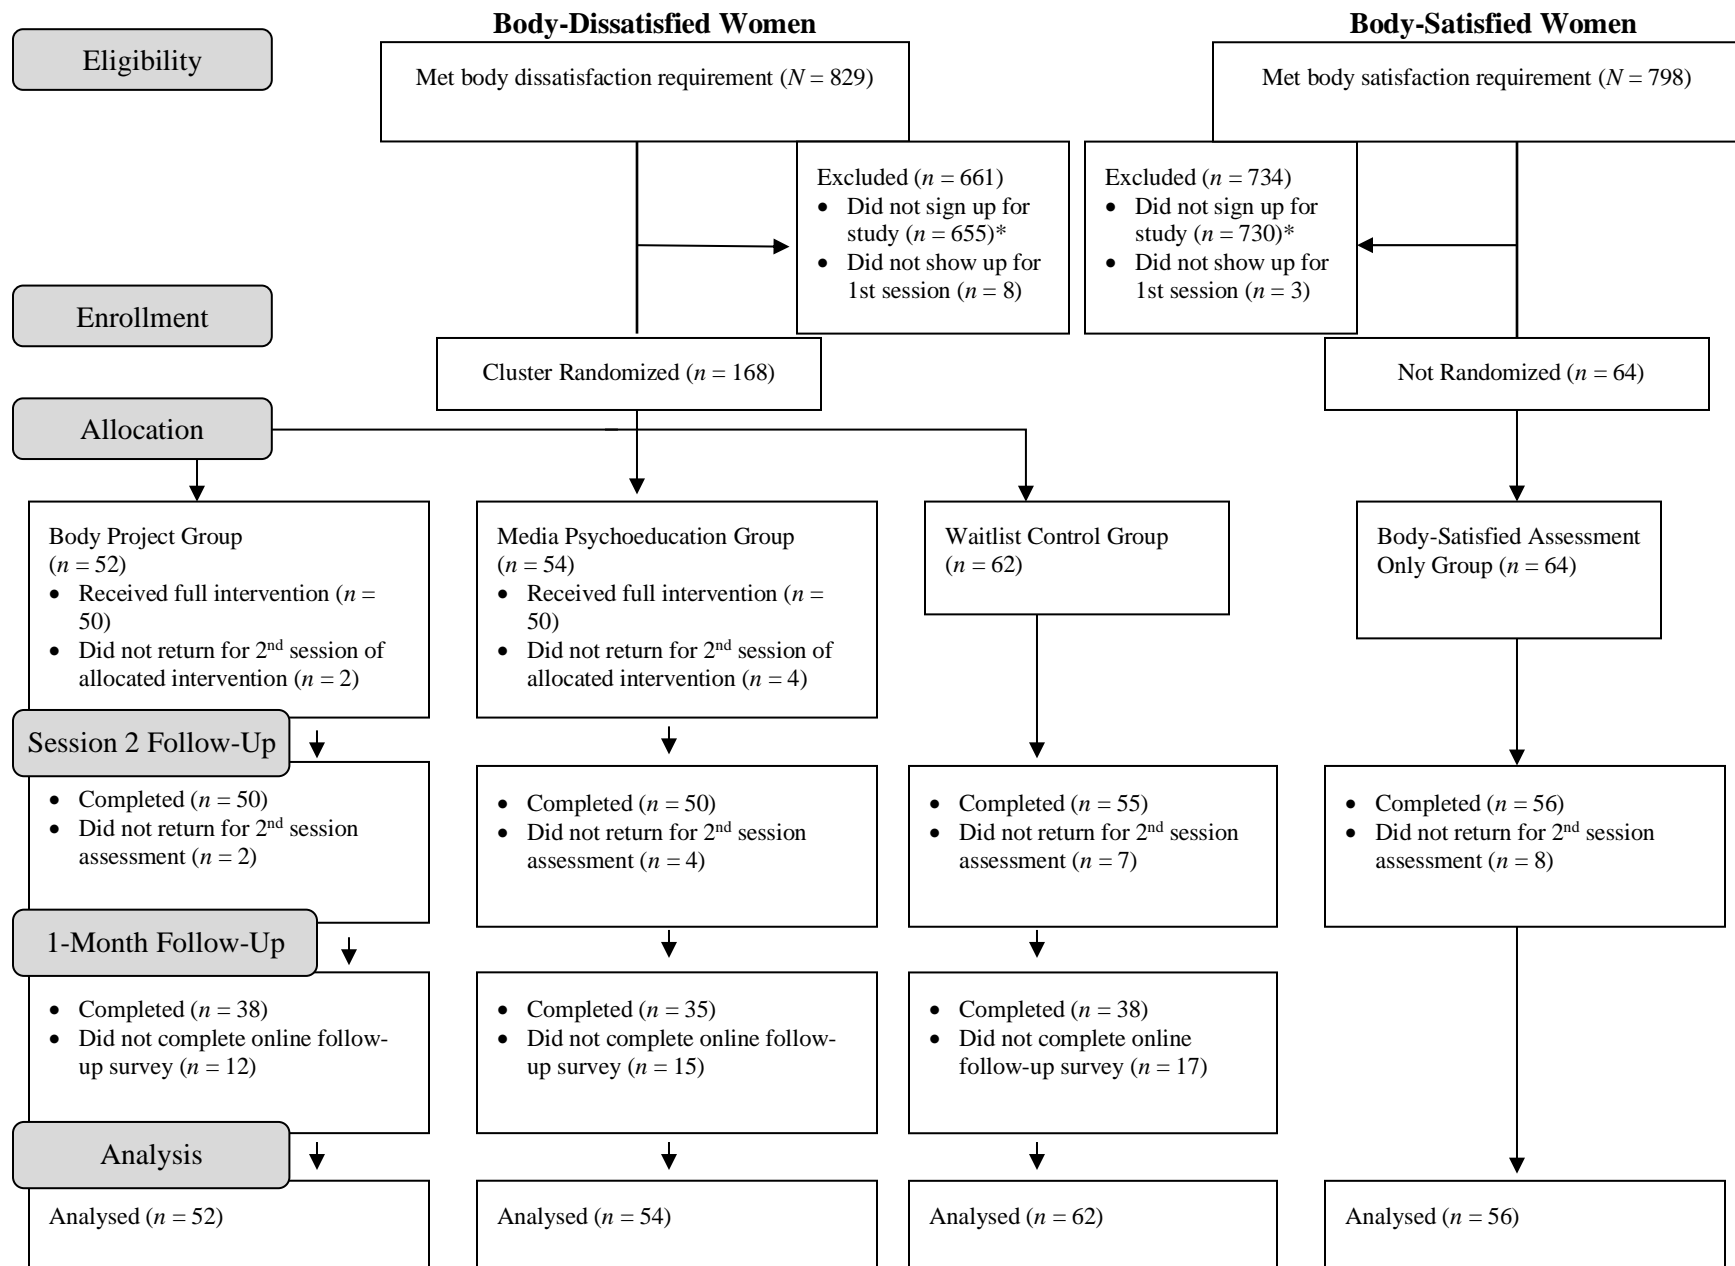 Body-Dissatisfied Women
Body-Satisfied Women
Eligibility
Met body dissatisfaction requirement (N = 829)
Met body satisfaction requirement (N = 798)
Excluded (n = 661)
• Did not sign up for
study (n = 655)*
• Did not show up for
1st session (n = 8)
Excluded (n = 734)
• Did not sign up for
study (n = 730)*
• Did not show up for
1st session (n = 3)
Enrollment
Cluster Randomized (n = 168)
Not Randomized (n = 64)
Allocation
Body Project Group
(n = 52)
• Received full intervention (n =
50)
• Did not return for 2nd session of
allocated intervention (n = 2)
Media Psychoeducation Group
(n = 54)
• Received full intervention (n =
50)
• Did not return for 2nd session of
allocated intervention (n = 4)
Waitlist Control Group
(n = 62)
Body-Satisfied Assessment
Only Group (n = 64)
Session 2 Follow-Up
• Completed (n = 50)
• Did not return for 2nd session
assessment (n = 2)
• Completed (n = 50)
• Did not return for 2nd session
assessment (n = 4)
• Completed (n = 55)
• Did not return for 2nd session
assessment (n = 7)
• Completed (n = 56)
• Did not return for 2nd session
assessment (n = 8)
1-Month Follow-Up
• Completed (n = 38)
• Did not complete online follow-
up survey (n = 12)
• Completed (n = 35)
• Did not complete online follow-
up survey (n = 15)
• Completed (n = 38)
• Did not complete online
follow-up survey (n = 17)
Analysis
Analysed (n = 52)
Analysed (n = 54)
Analysed (n = 62)
Analysed (n = 56)